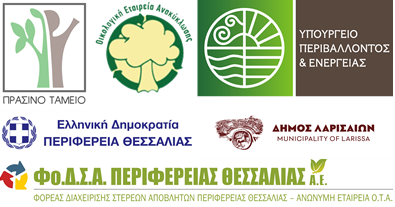 Οικολογική Εταιρεία Ανακύκλωσης
ΠΡΑΣΙΝΟ ΤΑΜΕΙΟ
ΥΠΟΥΡΓΕΙΟ
ΠΕΡΙΒΑΛΛΟΝΤΟΣ
& ΕΝΕΡΓΕΙΑΣ
Ελληνική Δημοκρατία
ΠΕΡΙΦΕΡΕΙΑ ΘΕΣΣΑΛΙΑΣ
ΔΗΜΟΣ ΛΑΡΙΣΑΙΩΝ
MUNICIPALITY OF LARISSA
Φο.Δ.Σ.Α. ΠΕΡΙΦΕΡΕΙΑΣ ΘΕΣΣΑΛΙΑΣ Α.Ε.
ΦΟΡΕΑΣ ΔΙΑΧΕΙΡΙΣΗΣ ΣΤΕΡΕΩΝ ΑΠΟΒΛΗΤΩΝ ΠΕΡΙΦΕΡΕΙΑΣ ΘΕΣΣΑΛΙΑΣ – ΑΝΩΝΥΜΗ ΕΤΑΙΡΕΙΑ Ο.Τ.Α.